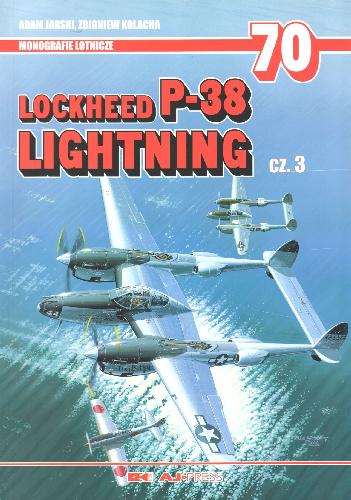 ADAM JARSKI, ZBIGNIEW KOLACHA
MONOGRAFIE LOTNICZE
70
LOCKHEED P-38
LIGHTNING
CZ. 3
AJ-PRESS